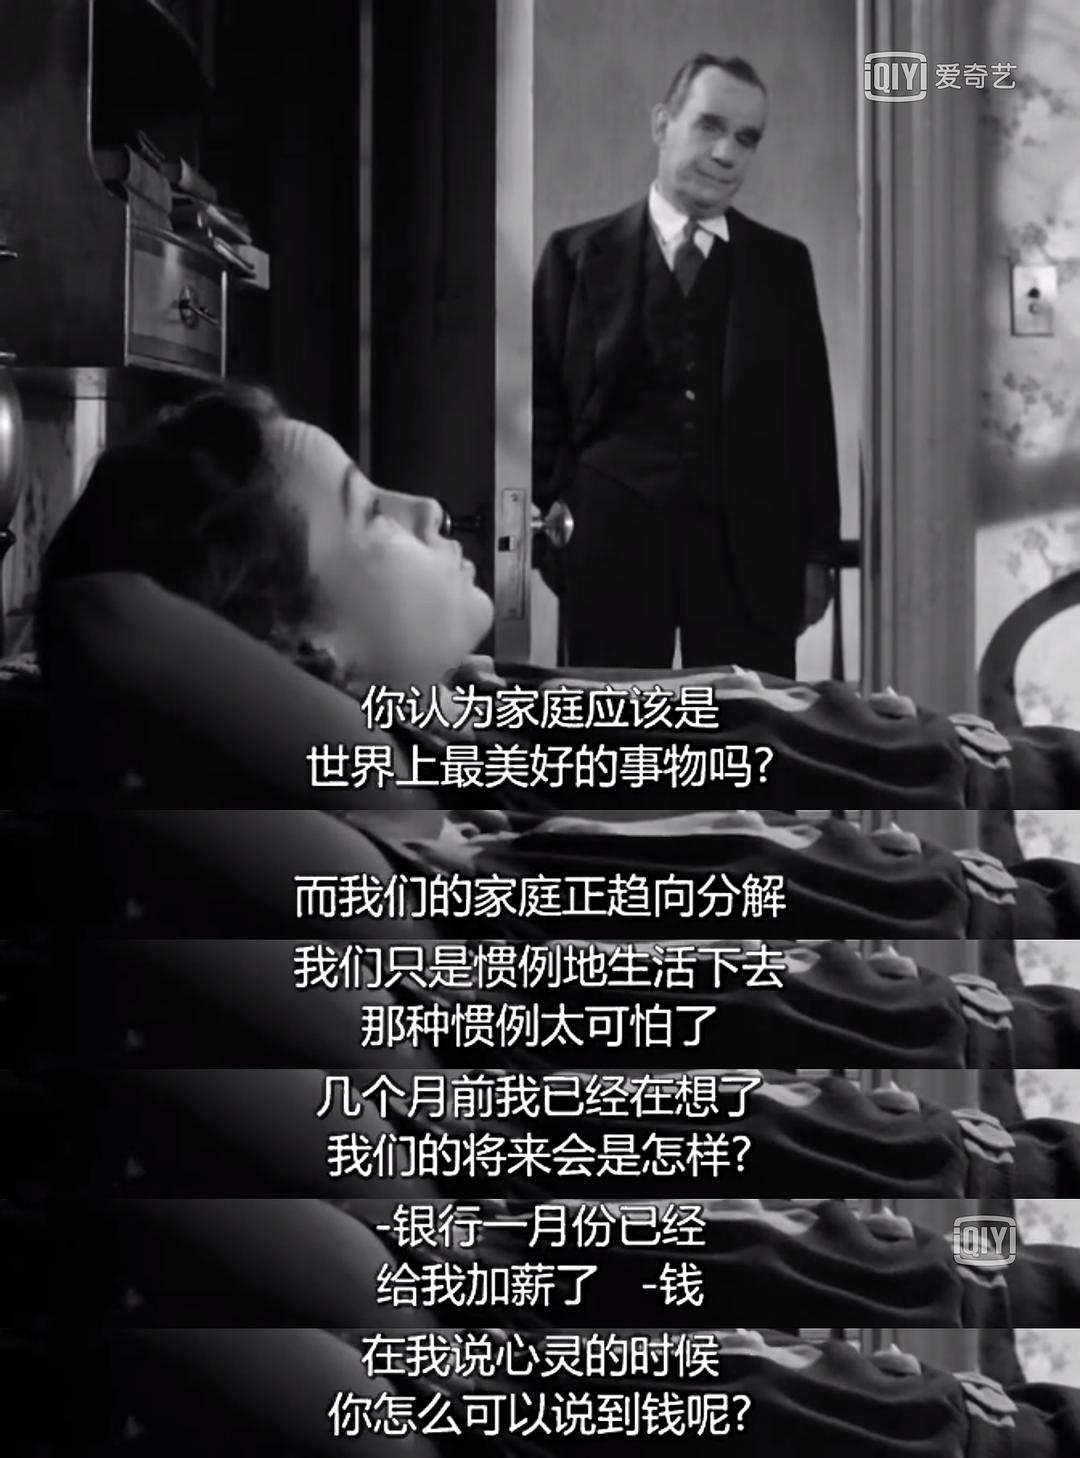 iQIYI 爱奇艺
你认为家庭应该是
世界上最美好的事物吗?
而我们的家庭正趋向分解
我们只是惯例地生活下去
那种惯例太可怕了
几个月前我已经在想了
我们的将来会是怎样?
-银行一月份已经
iQIYI
给我加薪了 -钱
在我说心灵的时候
你怎么可以说到钱呢?